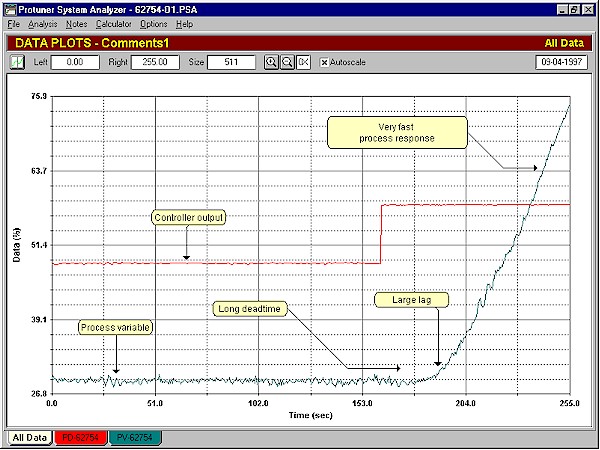 Protuner System Analyzer - 62754-01.PSA
File Analysis Notes Calculator Options Help
DATA PLOTS - Comments1 All Data
Left 0.00 Right 255.00 Size 511 Autoscale 09-04-1997
75.9
63.7
51.4
39.1
26.8
Data (%)
Very fast
process response
Controller output
Large lag
Long deadtime
Process variable
0.0 51.0 102.0 153.0 204.0 255.0
Time (sec)
All Data PD-62754 PV-62754